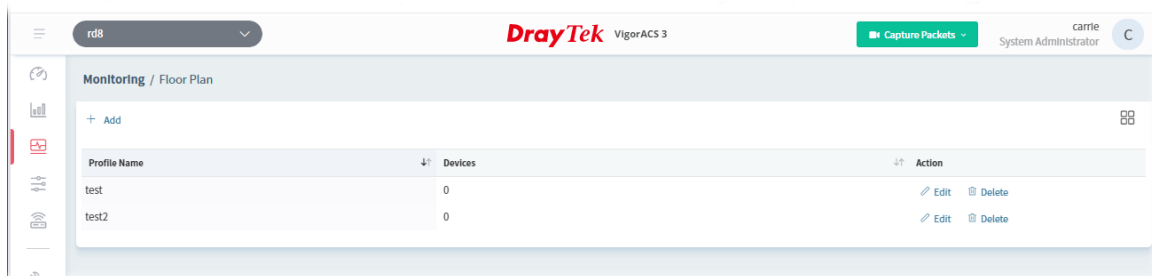 rd8
DrayTek VigorACS 3
Capture Packets
carrie
System Administrator
C
Monitoring / Floor Plan
+ Add
Profile Name Devices Action
test 0 Edit Delete
test2 0 Edit Delete